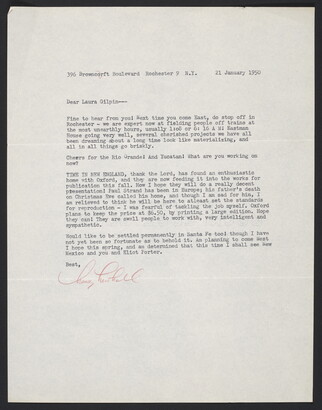 396 Browncroft Boulevard Rochester 9 N.Y. 21 January 1950
Dear Laura Gilpin---
Fine to hear from you! Next time you come East, do stop off in
Rochester - we are expert now at fielding people off trains at
the most unearthly hours, usually 1:00 or 6: 10 A M! Eastman
House going very well, several cherished projects we have all
been dreaming about a long time look like materializing, and
all in all things go briskly.
Cheers for the Rio Grande! And Yucatan! What are you working on
now?
TIME IN NEW ENGLAND, thank the Lord, has found an enthusiastic
home with Oxford, and they are now feeding it into the works for
publication this fall. Now I hope they will do a really decent
presentation! Paul Strand has been in Europe; his father's death
on Christmas Eve called him home, and though I am sad for him, I
am relieved to think he will be here to atleast set the standards
for reproduction - I was fearful of tackling the job myself. Oxford
plans to keep the price at $6.50, by printing a large edition. Hope
they can! They are swell people to work with, very intelligent and
sympathetic.
Would like to be settled permanently in Santa Fe too! though I have
not yet been so fortunate as to behold it. Am planning to come West
I hope this spring, and am determined that this time I shall see New
Mexico and you and Eliot Porter.
Best,